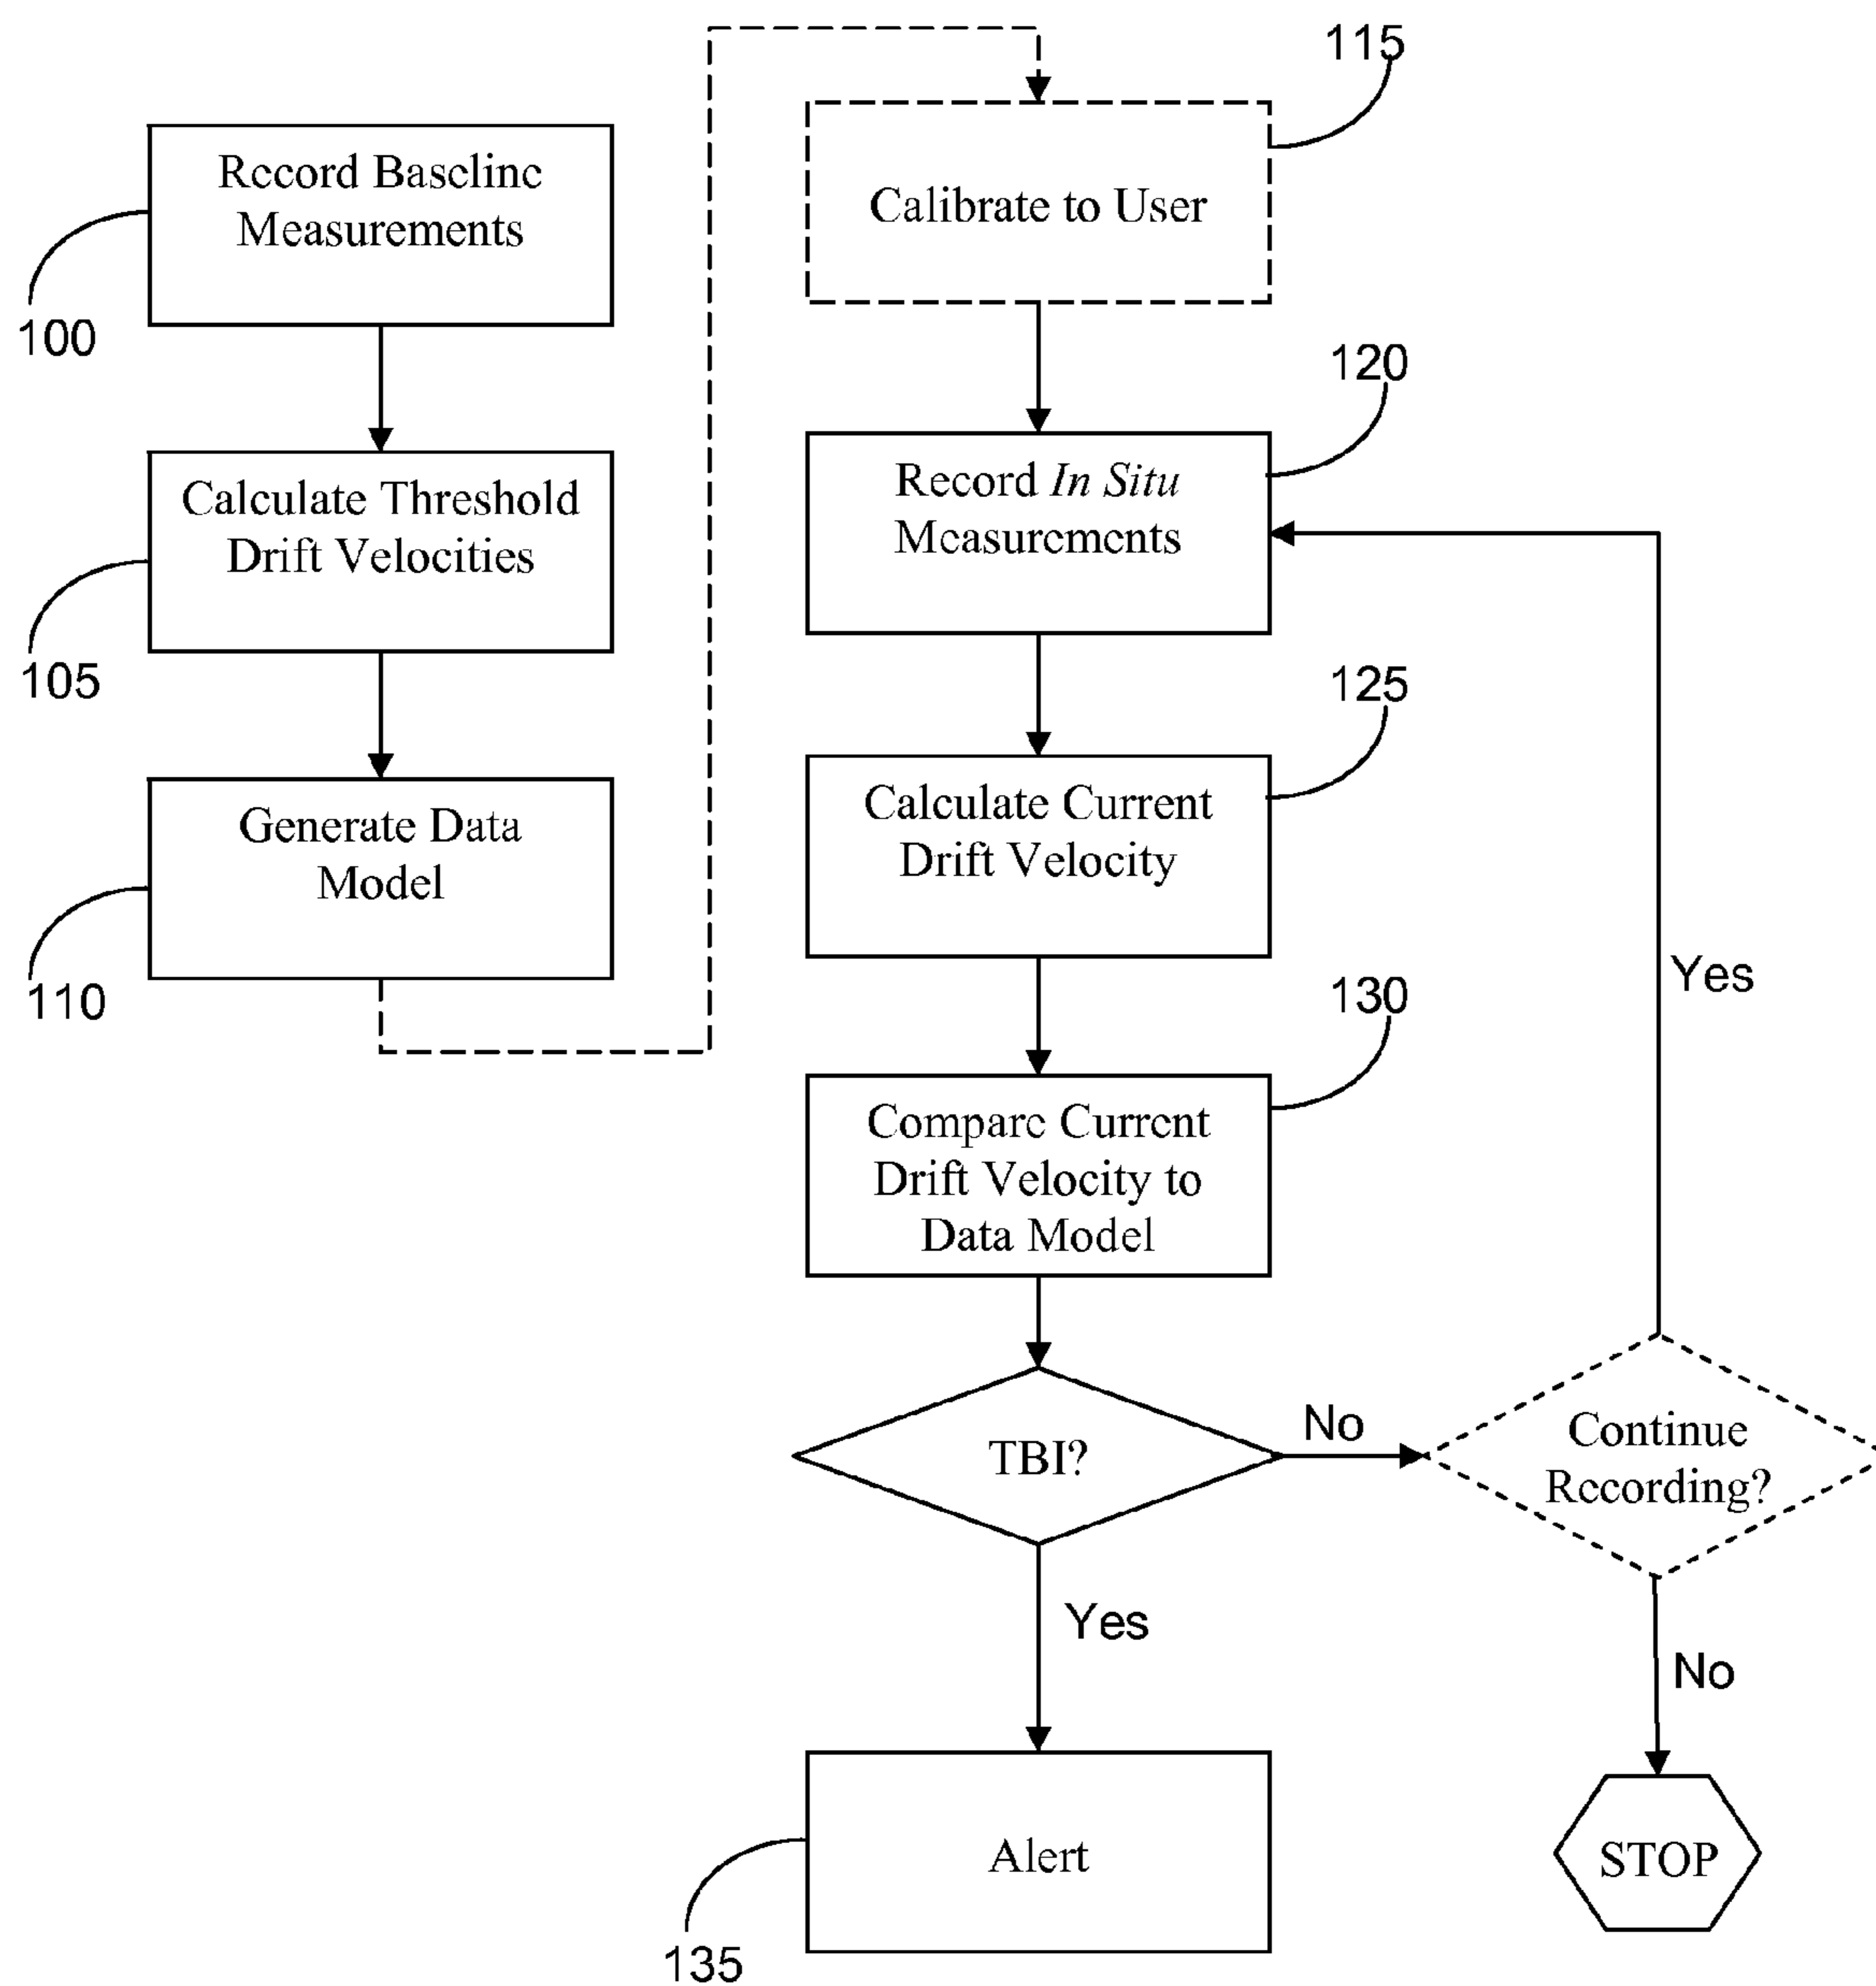 Record Baseline
Measurements
100
Calculate Threshold
Drift Velocities
105
Generate Data
Model
110
115
Calibrate to User
120
Record In Situ
Measurements
125
Calculate Current
Drift Velocity
130
Compare Current
Drift Velocity to
Data Model
Yes
TBI?
No
Continue
Recording?
Yes
No
Alert
135
STOP